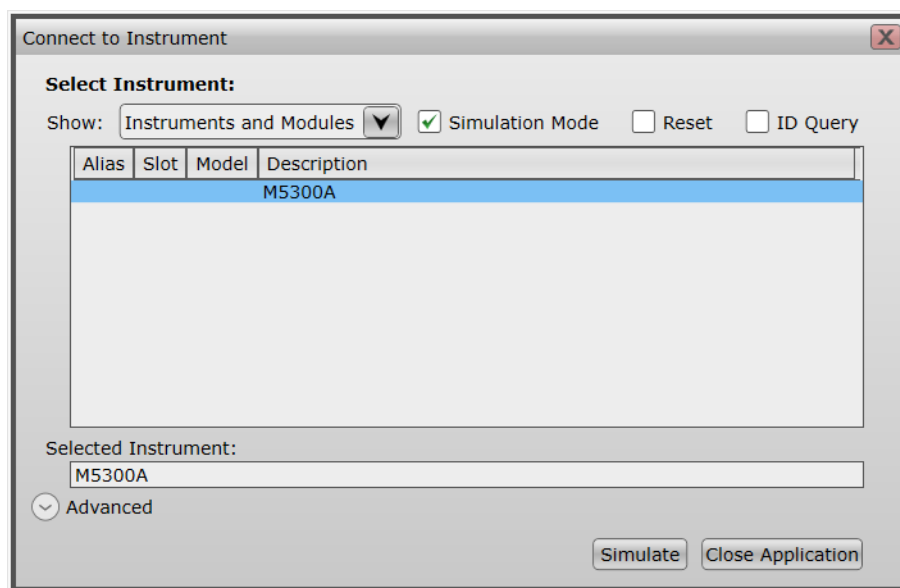 Connect to Instrument
Select Instrument:
Show: Instruments and Modules Simulation Mode Reset ID Query
Alias Slot Model Description
M5300A
Selected Instrument:
M5300A
Advanced
Simulate Close Application